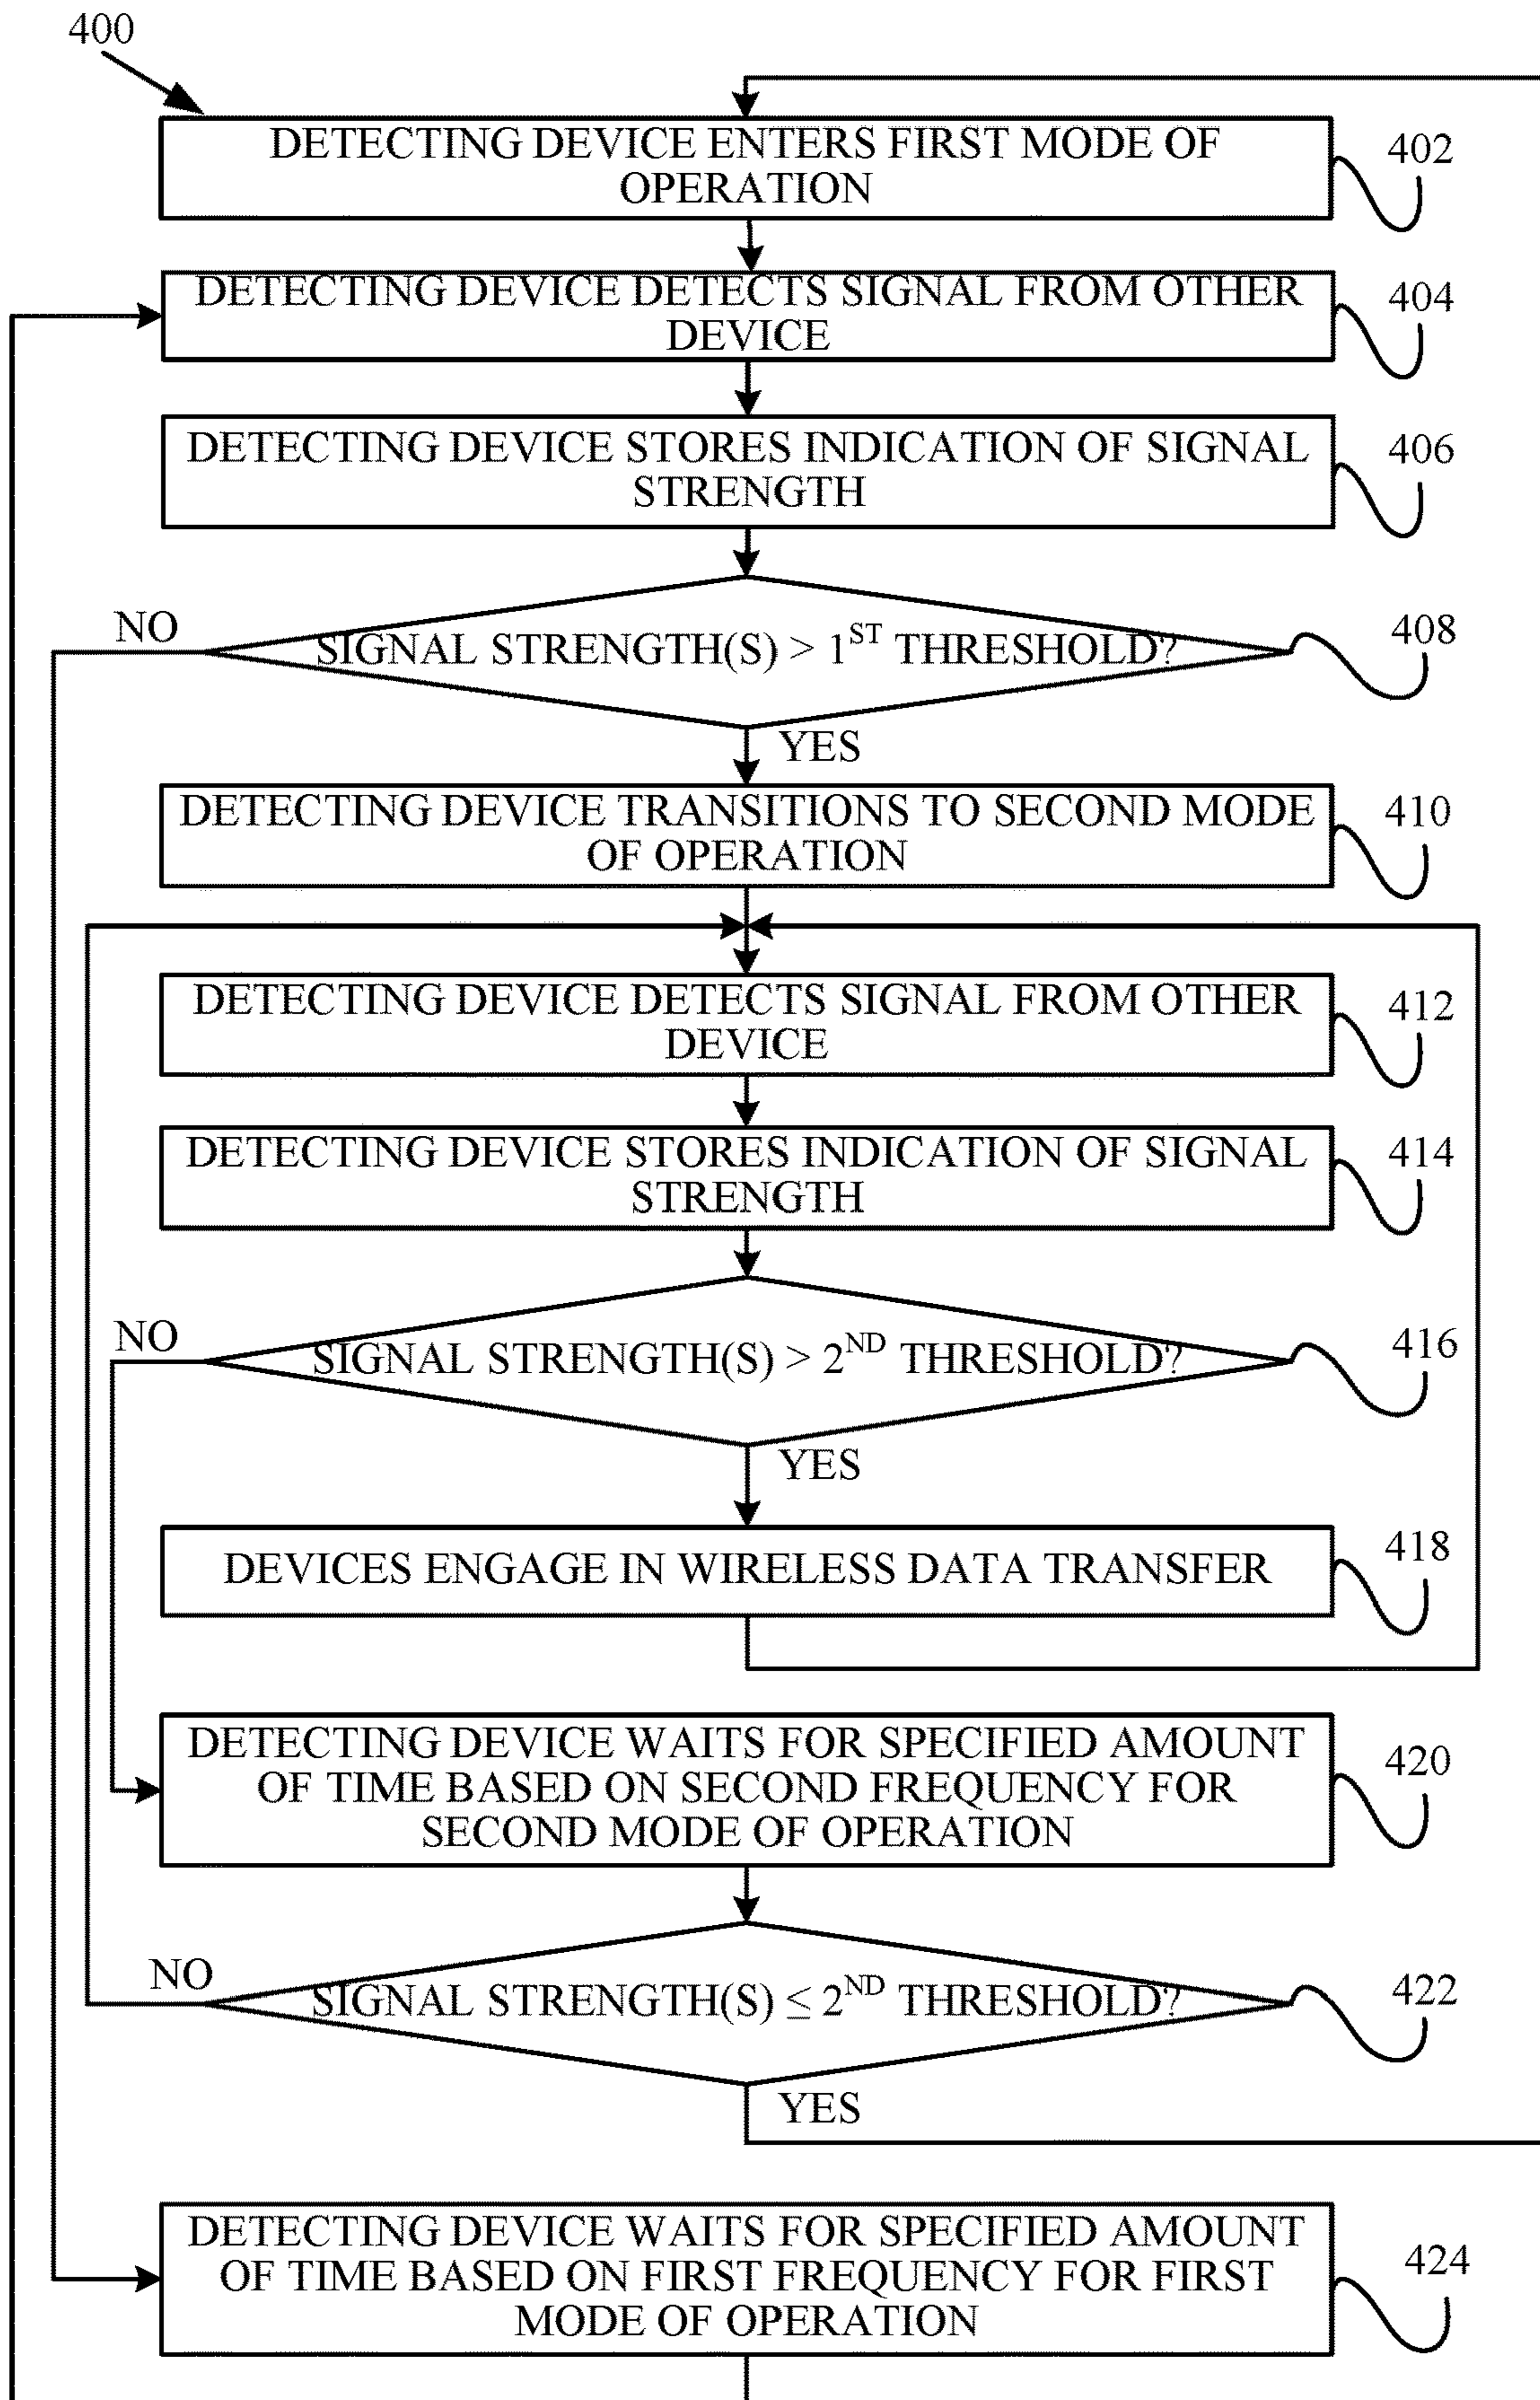 400
DETECTING DEVICE ENTERS FIRST MODE OF
OPERATION
402
DETECTING DEVICE DETECTS SIGNAL FROM OTHER
DEVICE
404
DETECTING DEVICE STORES INDICATION OF SIGNAL
STRENGTH
406
NO
SIGNAL STRENGTH(S) > 1ST THRESHOLD?
408
YES
DETECTING DEVICE TRANSITIONS TO SECOND MODE
OF OPERATION
410
DETECTING DEVICE DETECTS SIGNAL FROM OTHER
DEVICE
412
DETECTING DEVICE STORES INDICATION OF SIGNAL
STRENGTH
414
NO
SIGNAL STRENGTH(S) > 2ND THRESHOLD?
416
YES
DEVICES ENGAGE IN WIRELESS DATA TRANSFER
418
DETECTING DEVICE WAITS FOR SPECIFIED AMOUNT
OF TIME BASED ON SECOND FREQUENCY FOR
SECOND MODE OF OPERATION
420
NO
SIGNAL STRENGTH(S) ≤ 2ND THRESHOLD?
422
YES
DETECTING DEVICE WAITS FOR SPECIFIED AMOUNT
OF TIME BASED ON FIRST FREQUENCY FOR FIRST
MODE OF OPERATION
424